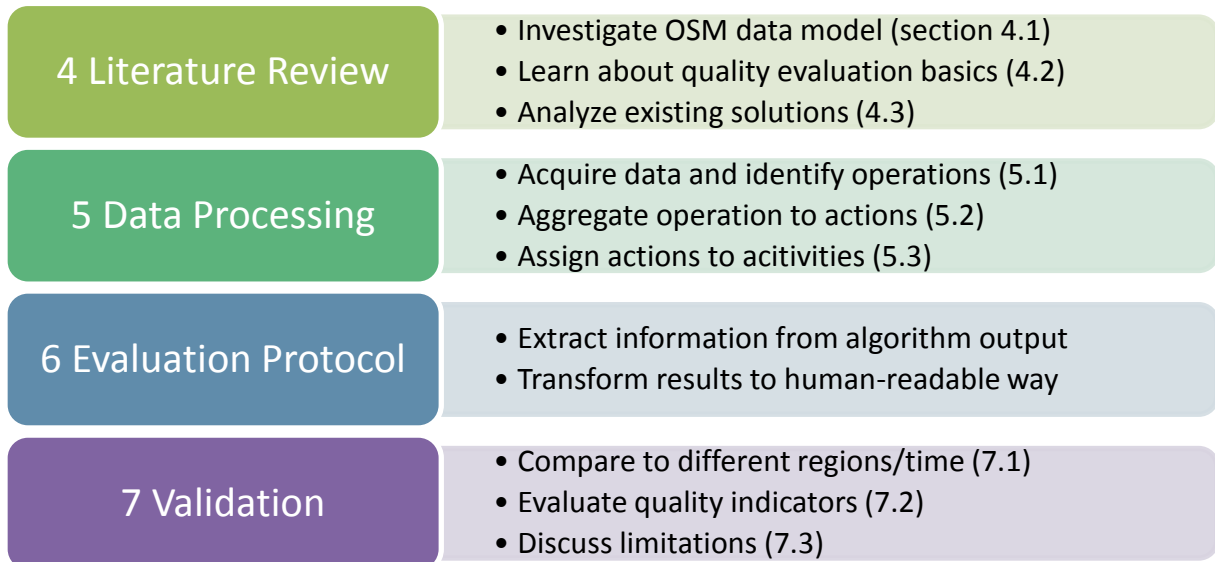 4 Literature Review
• Investigate OSM data model (section 4.1)
• Learn about quality evaluation basics (4.2)
• Analyze existing solutions (4.3)
5 Data Processing
• Acquire data and identify operations (5.1)
• Aggregate operation to actions (5.2)
• Assign actions to acitivities (5.3)
6 Evaluation Protocol
• Extract information from algorithm output
• Transform results to human-readable way
7 Validation
• Compare to different regions/time (7.1)
• Evaluate quality indicators (7.2)
• Discuss limitations (7.3)